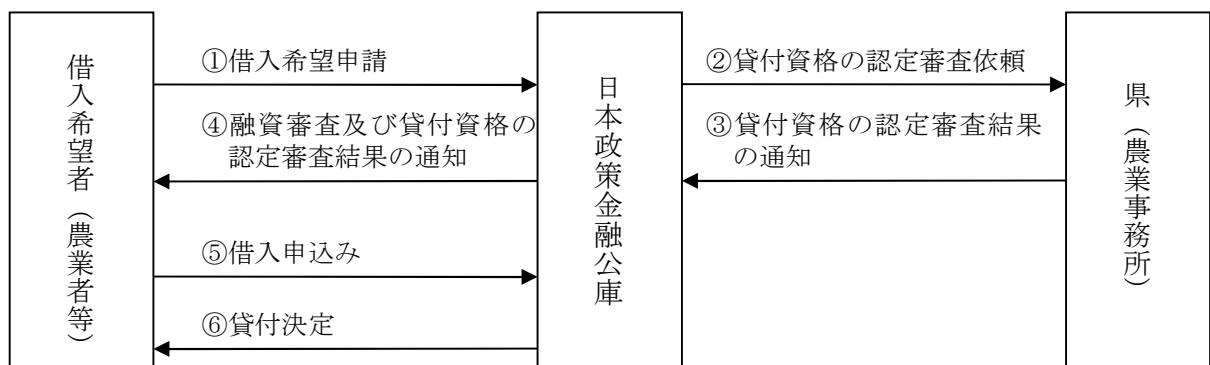 借入希望者（農業者等）
①借入希望申請
④融資審査及び貸付資格の
認定審査結果の通知
⑤借入申込み
⑥貸付決定
日本政策金融公庫
②貸付資格の認定審査依頼
③貸付資格の認定審査結果
の通知
県（農業事務所）